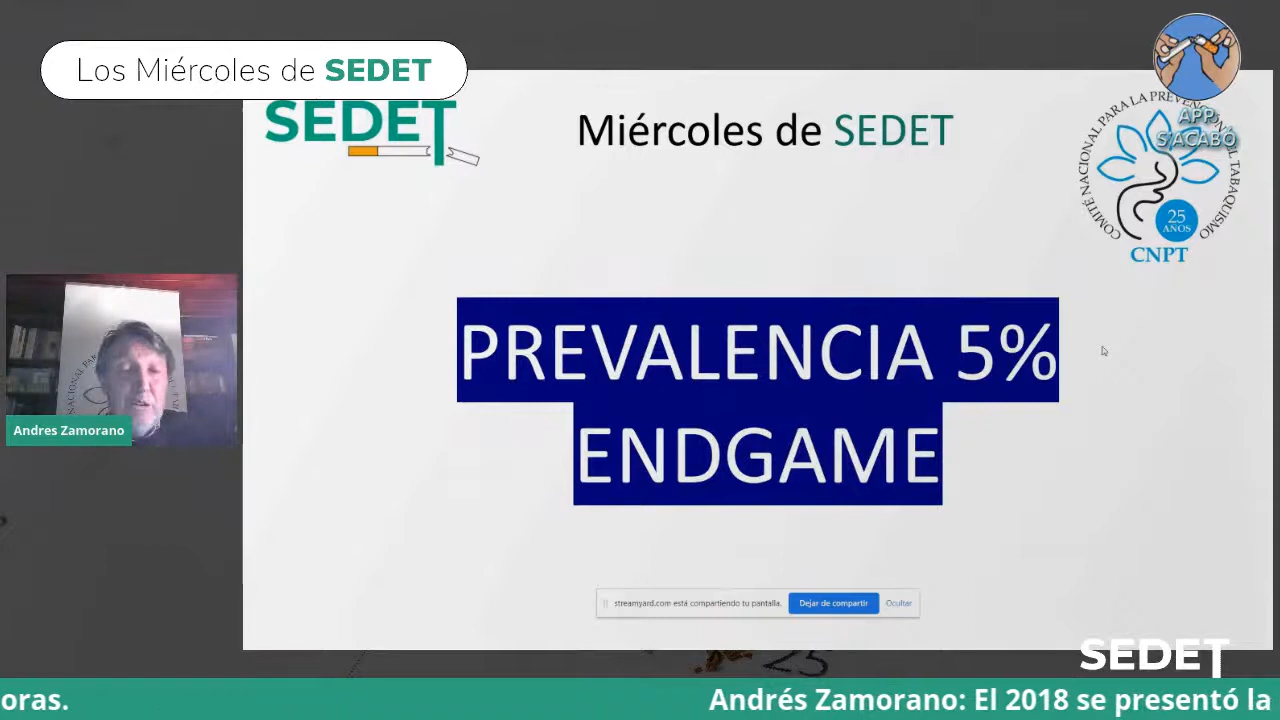 Los Miércoles de SEDET
SEDET
Miércoles de SEDET
APP
S'ACABÓ
COMITÉ NACIONAL PARA LA PREVENCIÓN DEL TABAQUISMO
25
AÑOS
CNPT
PREVALENCIA 5%
ENDGAME
Andres Zamorano
streamyard.com está compartiendo tu pantalla.
Dejar de compartir
Ocultar
25
SEDET
oras.
Andrés Zamorano: El 2018 se presentó la